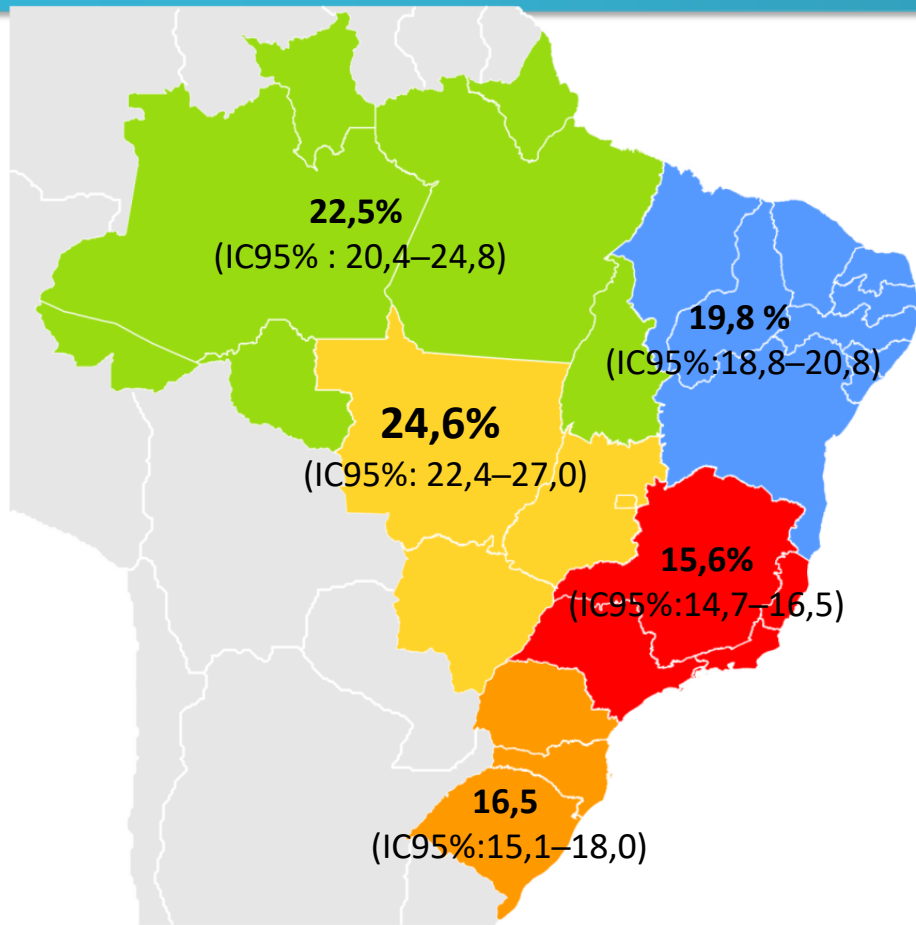 22,5%
(IC95% : 20,4–24,8)
19,8 %
(IC95%:18,8–20,8)
24,6%
(IC95%: 22,4–27,0)
15,6%
(IC95%:14,7–16,5)
16,5
(IC95%:15,1–18,0)